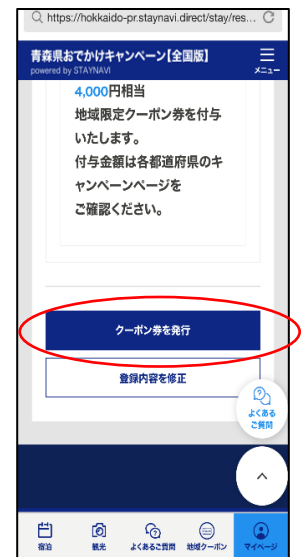 https://hokkaido-pr.staynavi.direct/stay/res...
青森県おでかけキャンペーン【全国版】
powered by STAYNAVI
メニュー
4,000円相当
地域限定クーポン券を付与
いたします。
付与金額は各都道府県のキ
ャンペーンページを
ご確認ください。
クーポン券を発行
登録内容を修正
よくある
ご質問
宿泊
観光
よくあるご質問
地域クーポン
マイページ